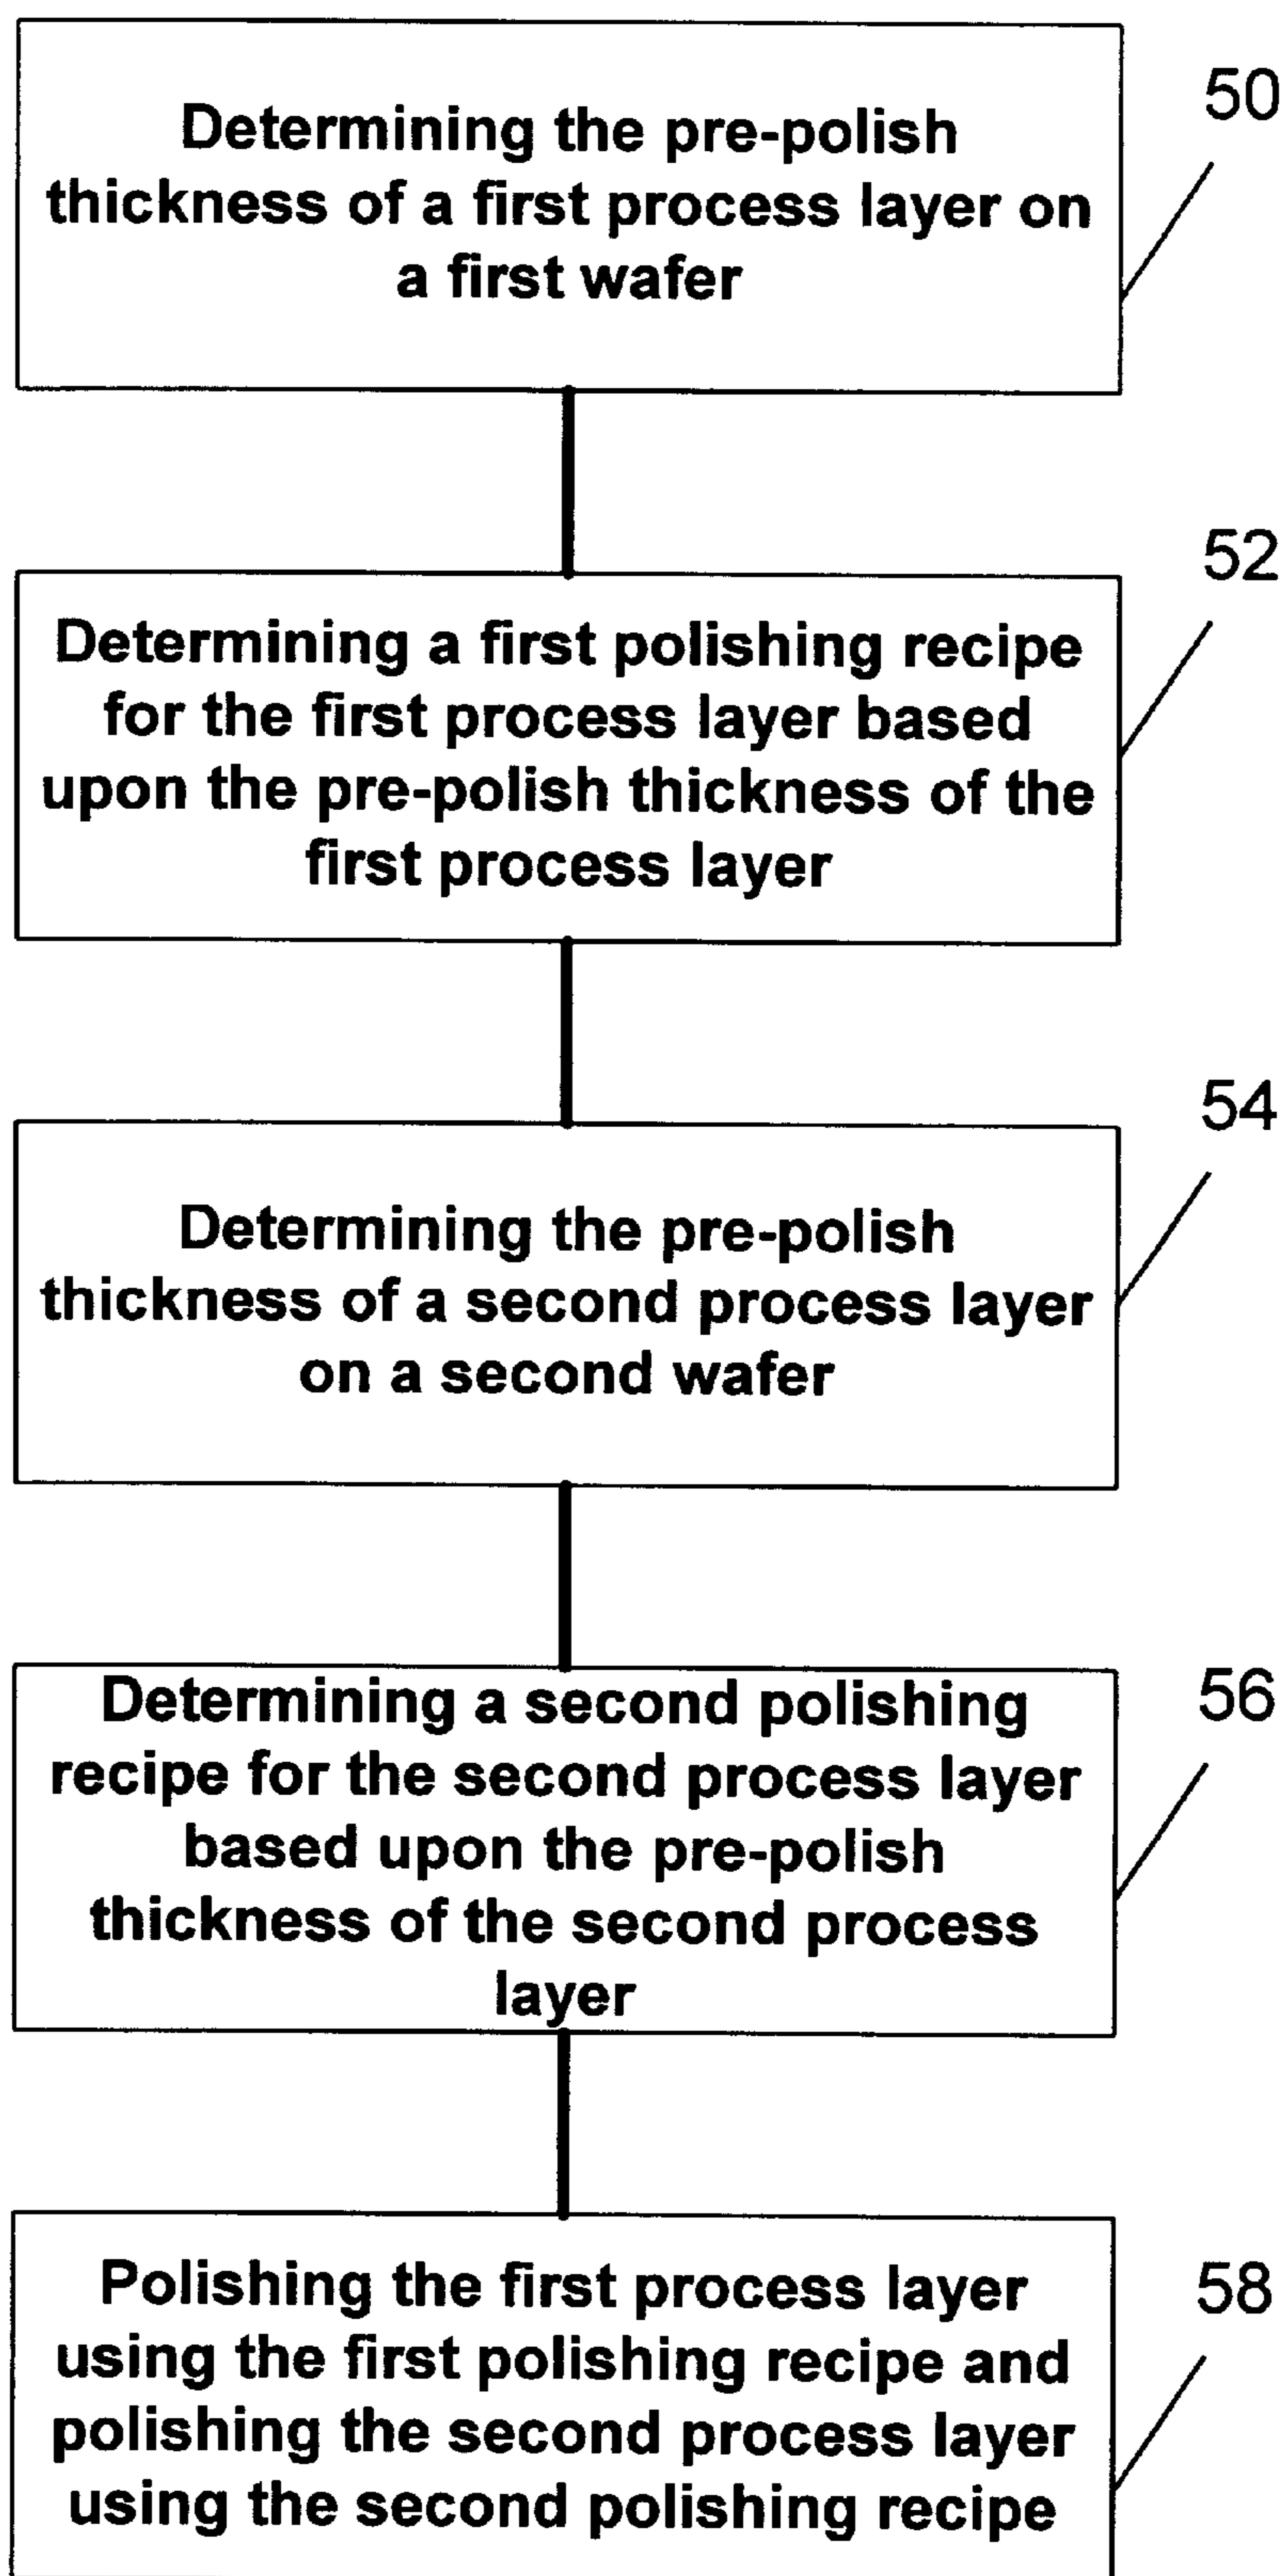 50
Determining the pre-polish
thickness of a first process layer on
a first wafer
52
Determining a first polishing recipe
for the first process layer based
upon the pre-polish thickness of the
first process layer
54
Determining the pre-polish
thickness of a second process layer
on a second wafer
56
Determining a second polishing
recipe for the second process layer
based upon the pre-polish
thickness of the second process
layer
58
Polishing the first process layer
using the first polishing recipe and
polishing the second process layer
using the second polishing recipe